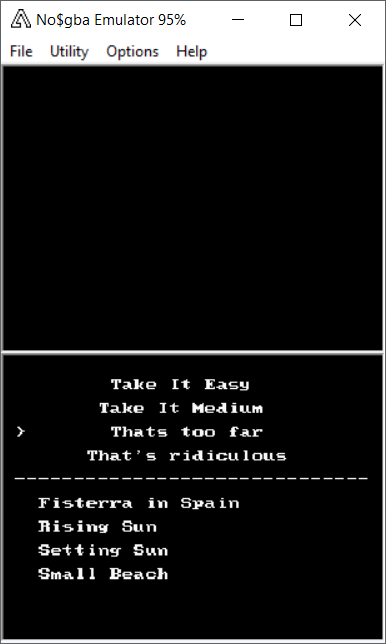 No$gba Emulator 95%
File Utility Options Help
Take It Easy
Take It Medium
> Thats too far
That's ridiculous
------------------------------
Fisterra in Spain
Rising Sun
Setting Sun
Small Beach